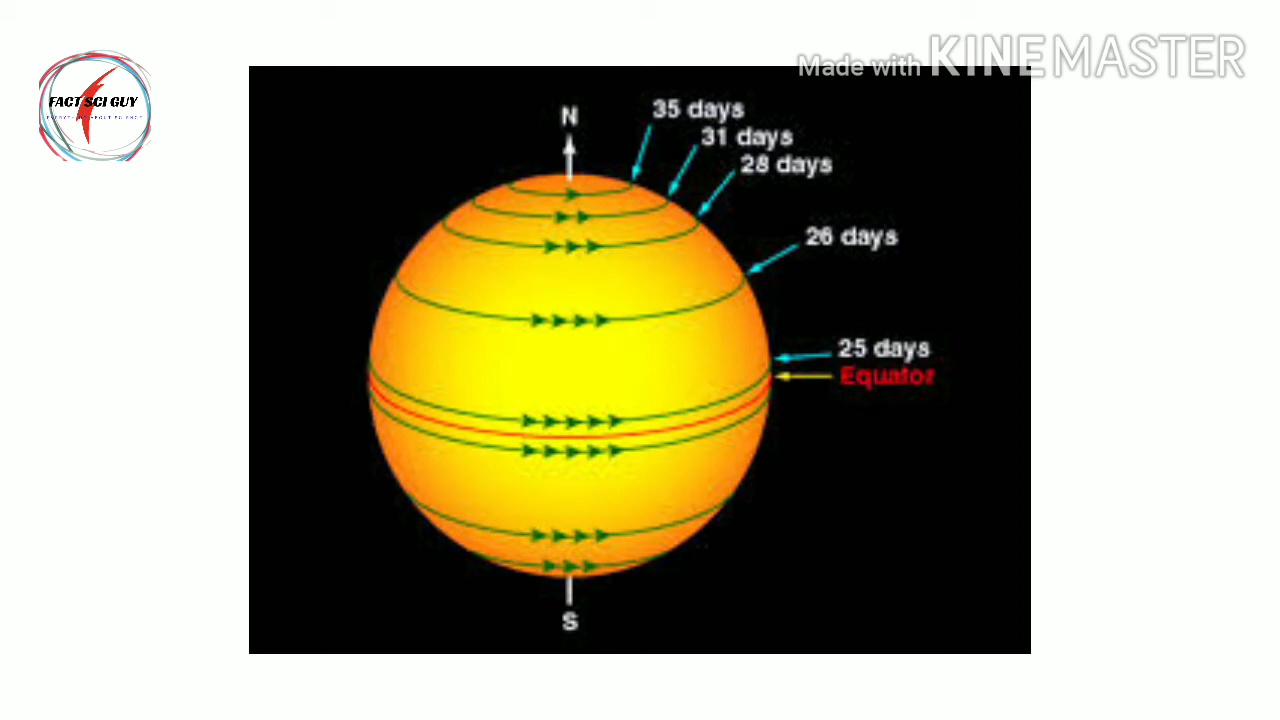 Made with KINEMASTER
FACT SCI GUY
N
35 days
31 days
28 days
26 days
25 days
Equator
S